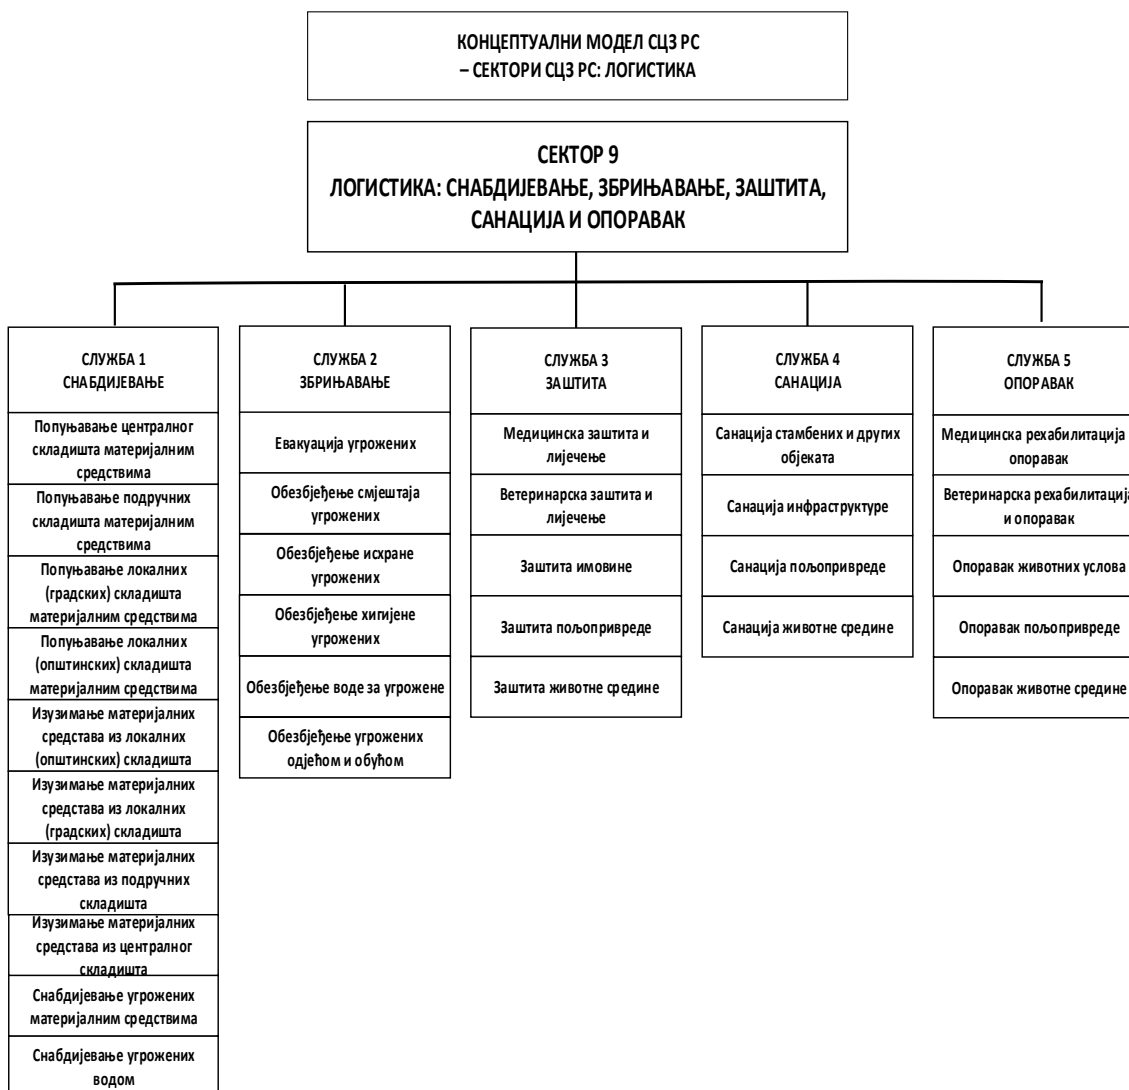 КОНЦЕПТУАЛНИ МОДЕЛ СЦЗ РС
– СЕКТОРИ СЦЗ РС: ЛОГИСТИКА
СЕКТОР 9
ЛОГИСТИКА: СНАБДИЈЕВАЊЕ, ЗБРИЊАВАЊЕ, ЗАШТИТА,
САНАЦИЈА И ОПОРАВАК
СЛУЖБА 1
СНАБДИЈЕВАЊЕ
Попуњавање централног
складишта материјалним
средствима
Попуњавање подручних
складишта материјалним
средствима
Попуњавање локалних
(градских) складишта
материјалним средствима
Попуњавање локалних
(општинских) складишта
материјалним средствима
Изузимање материјалних
средстава из локалних
(општинских) складишта
Изузимање материјалних
средстава из локалних
(градских) складишта
Изузимање материјалних
средстава из подручних
складишта
Изузимање материјалних
средстава из централног
складишта
Снабдијевање угрожених
материјалним средствима
Снабдијевање угрожених
водом
СЛУЖБА 2
ЗБРИЊАВАЊЕ
Евакуација угрожених
Обезбјеђење смјештаја
угрожених
Обезбјеђење исхране
угрожених
Обезбјеђење хигијене
угрожених
Обезбјеђење воде за угрожене
Обезбјеђење угрожених
одјећом и обућом
СЛУЖБА 3
ЗАШТИТА
Медицинска заштита и
лијечење
Ветеринарска заштита и
лијечење
Заштита имовине
Заштита пољопривреде
Заштита животне средине
СЛУЖБА 4
САНАЦИЈА
Санација стамбених и других
објеката
Санација инфраструктуре
Санација пољопривреде
Санација животне средине
СЛУЖБА 5
ОПОРАВАК
Медицинска рехабилитација
опоравак
Ветеринарска рехабилитација
и опоравак
Опоравак животних услова
Опоравак пољопривреде
Опоравак животне средине